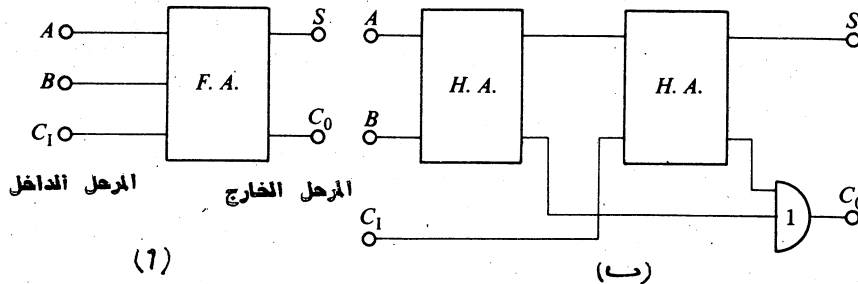 A
B
C_I
F. A.
S
C_0
المرحل الداخل
المرحل الخارج
(أ)
A
B
C_I
H. A.
H. A.
1
S
C_0
(ب)